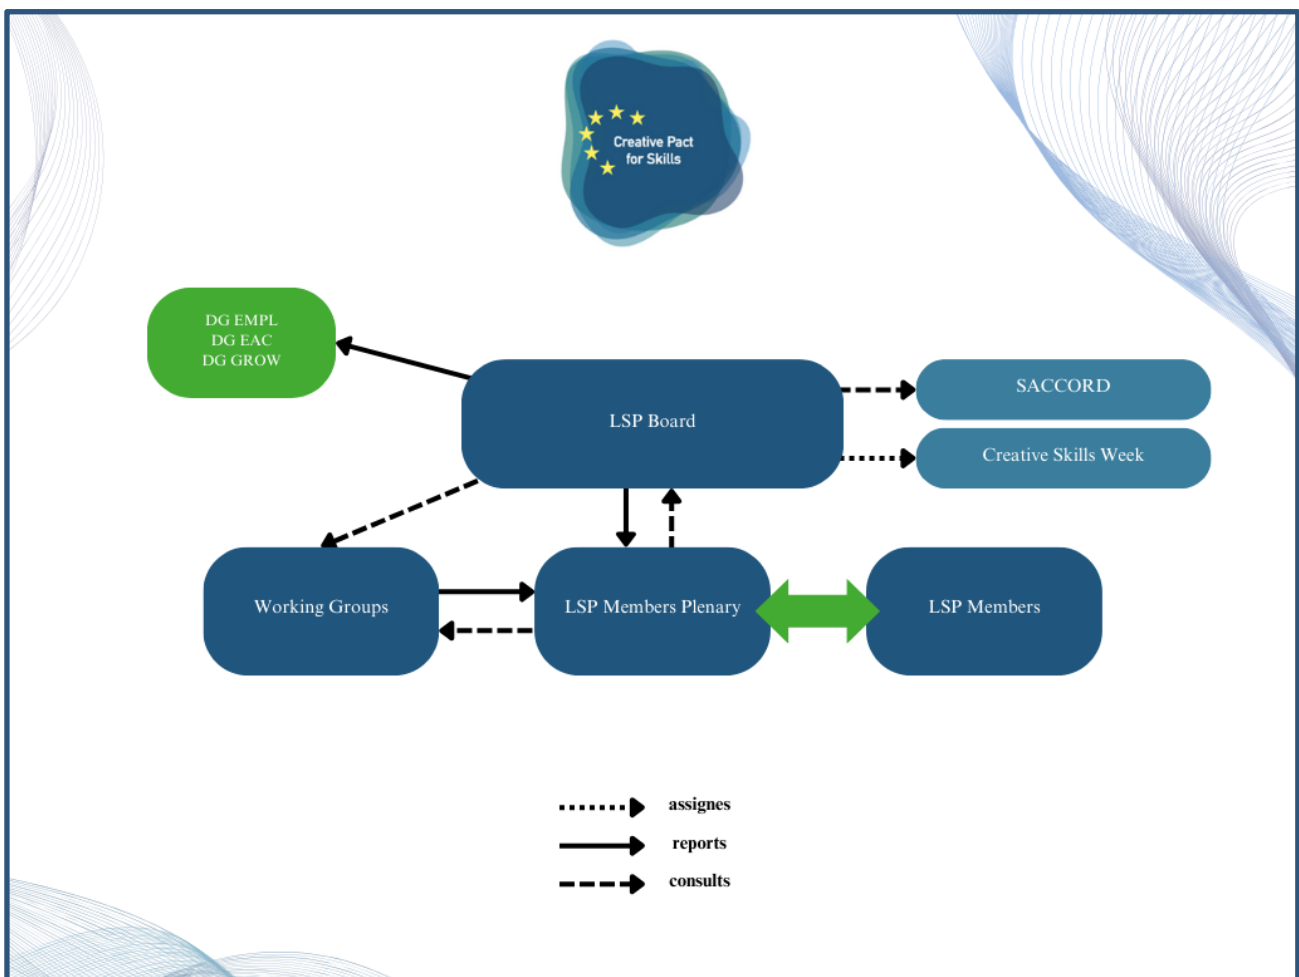 Creative Pact
for Skills
DG EMPL
DG EAC
DG GROW
LSP Board
SACCORD
Creative Skills Week
Working Groups
LSP Members Plenary
LSP Members
assignes
reports
consults